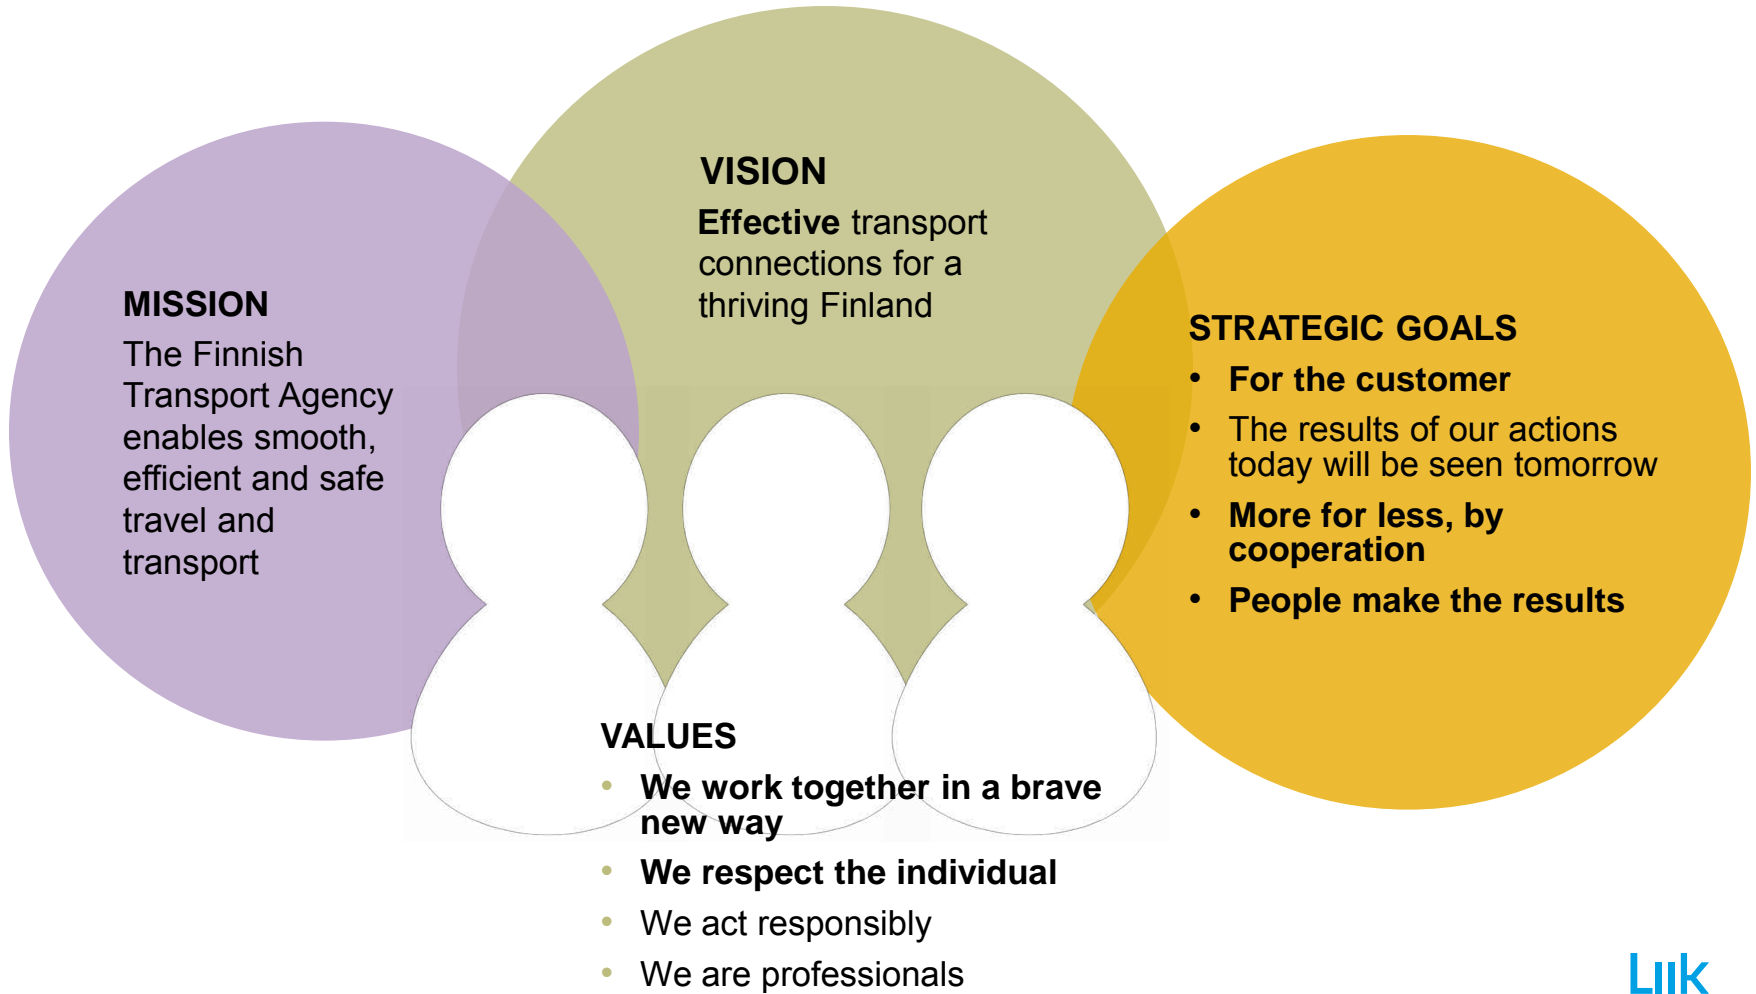 VISION
Effective transport
connections for a
thriving Finland
MISSION
The Finnish
Transport Agency
enables smooth,
efficient and safe
travel and
transport
STRATEGIC GOALS
• For the customer
• The results of our actions
today will be seen tomorrow
• More for less, by
cooperation
• People make the results
VALUES
• We work together in a brave
new way
• We respect the individual
• We act responsibly
• We are professionals
Liik